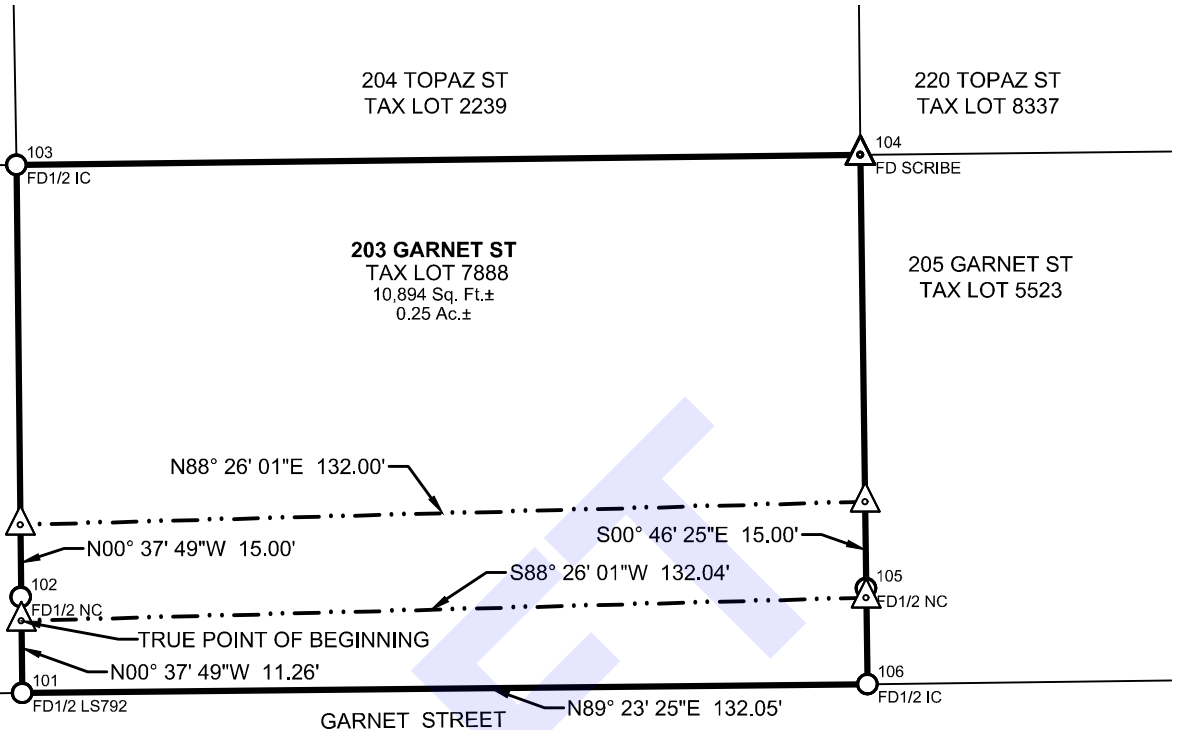 204 TOPAZ ST
TAX LOT 2239
220 TOPAZ ST
TAX LOT 8337
103
FD1/2 IC
104
FD SCRIBE
203 GARNET ST
TAX LOT 7888
10,894 Sq. Ft.±
0.25 Ac.±
205 GARNET ST
TAX LOT 5523
N88° 26' 01"E 132.00'
N00° 37' 49"W 15.00'
S00° 46' 25"E 15.00'
S88° 26' 01"W 132.04'
102
FD1/2 NC
105
FD1/2 NC
TRUE POINT OF BEGINNING
N00° 37' 49"W 11.26'
101
FD1/2 LS792
106
FD1/2 IC
N89° 23' 25"E 132.05'
GARNET STREET